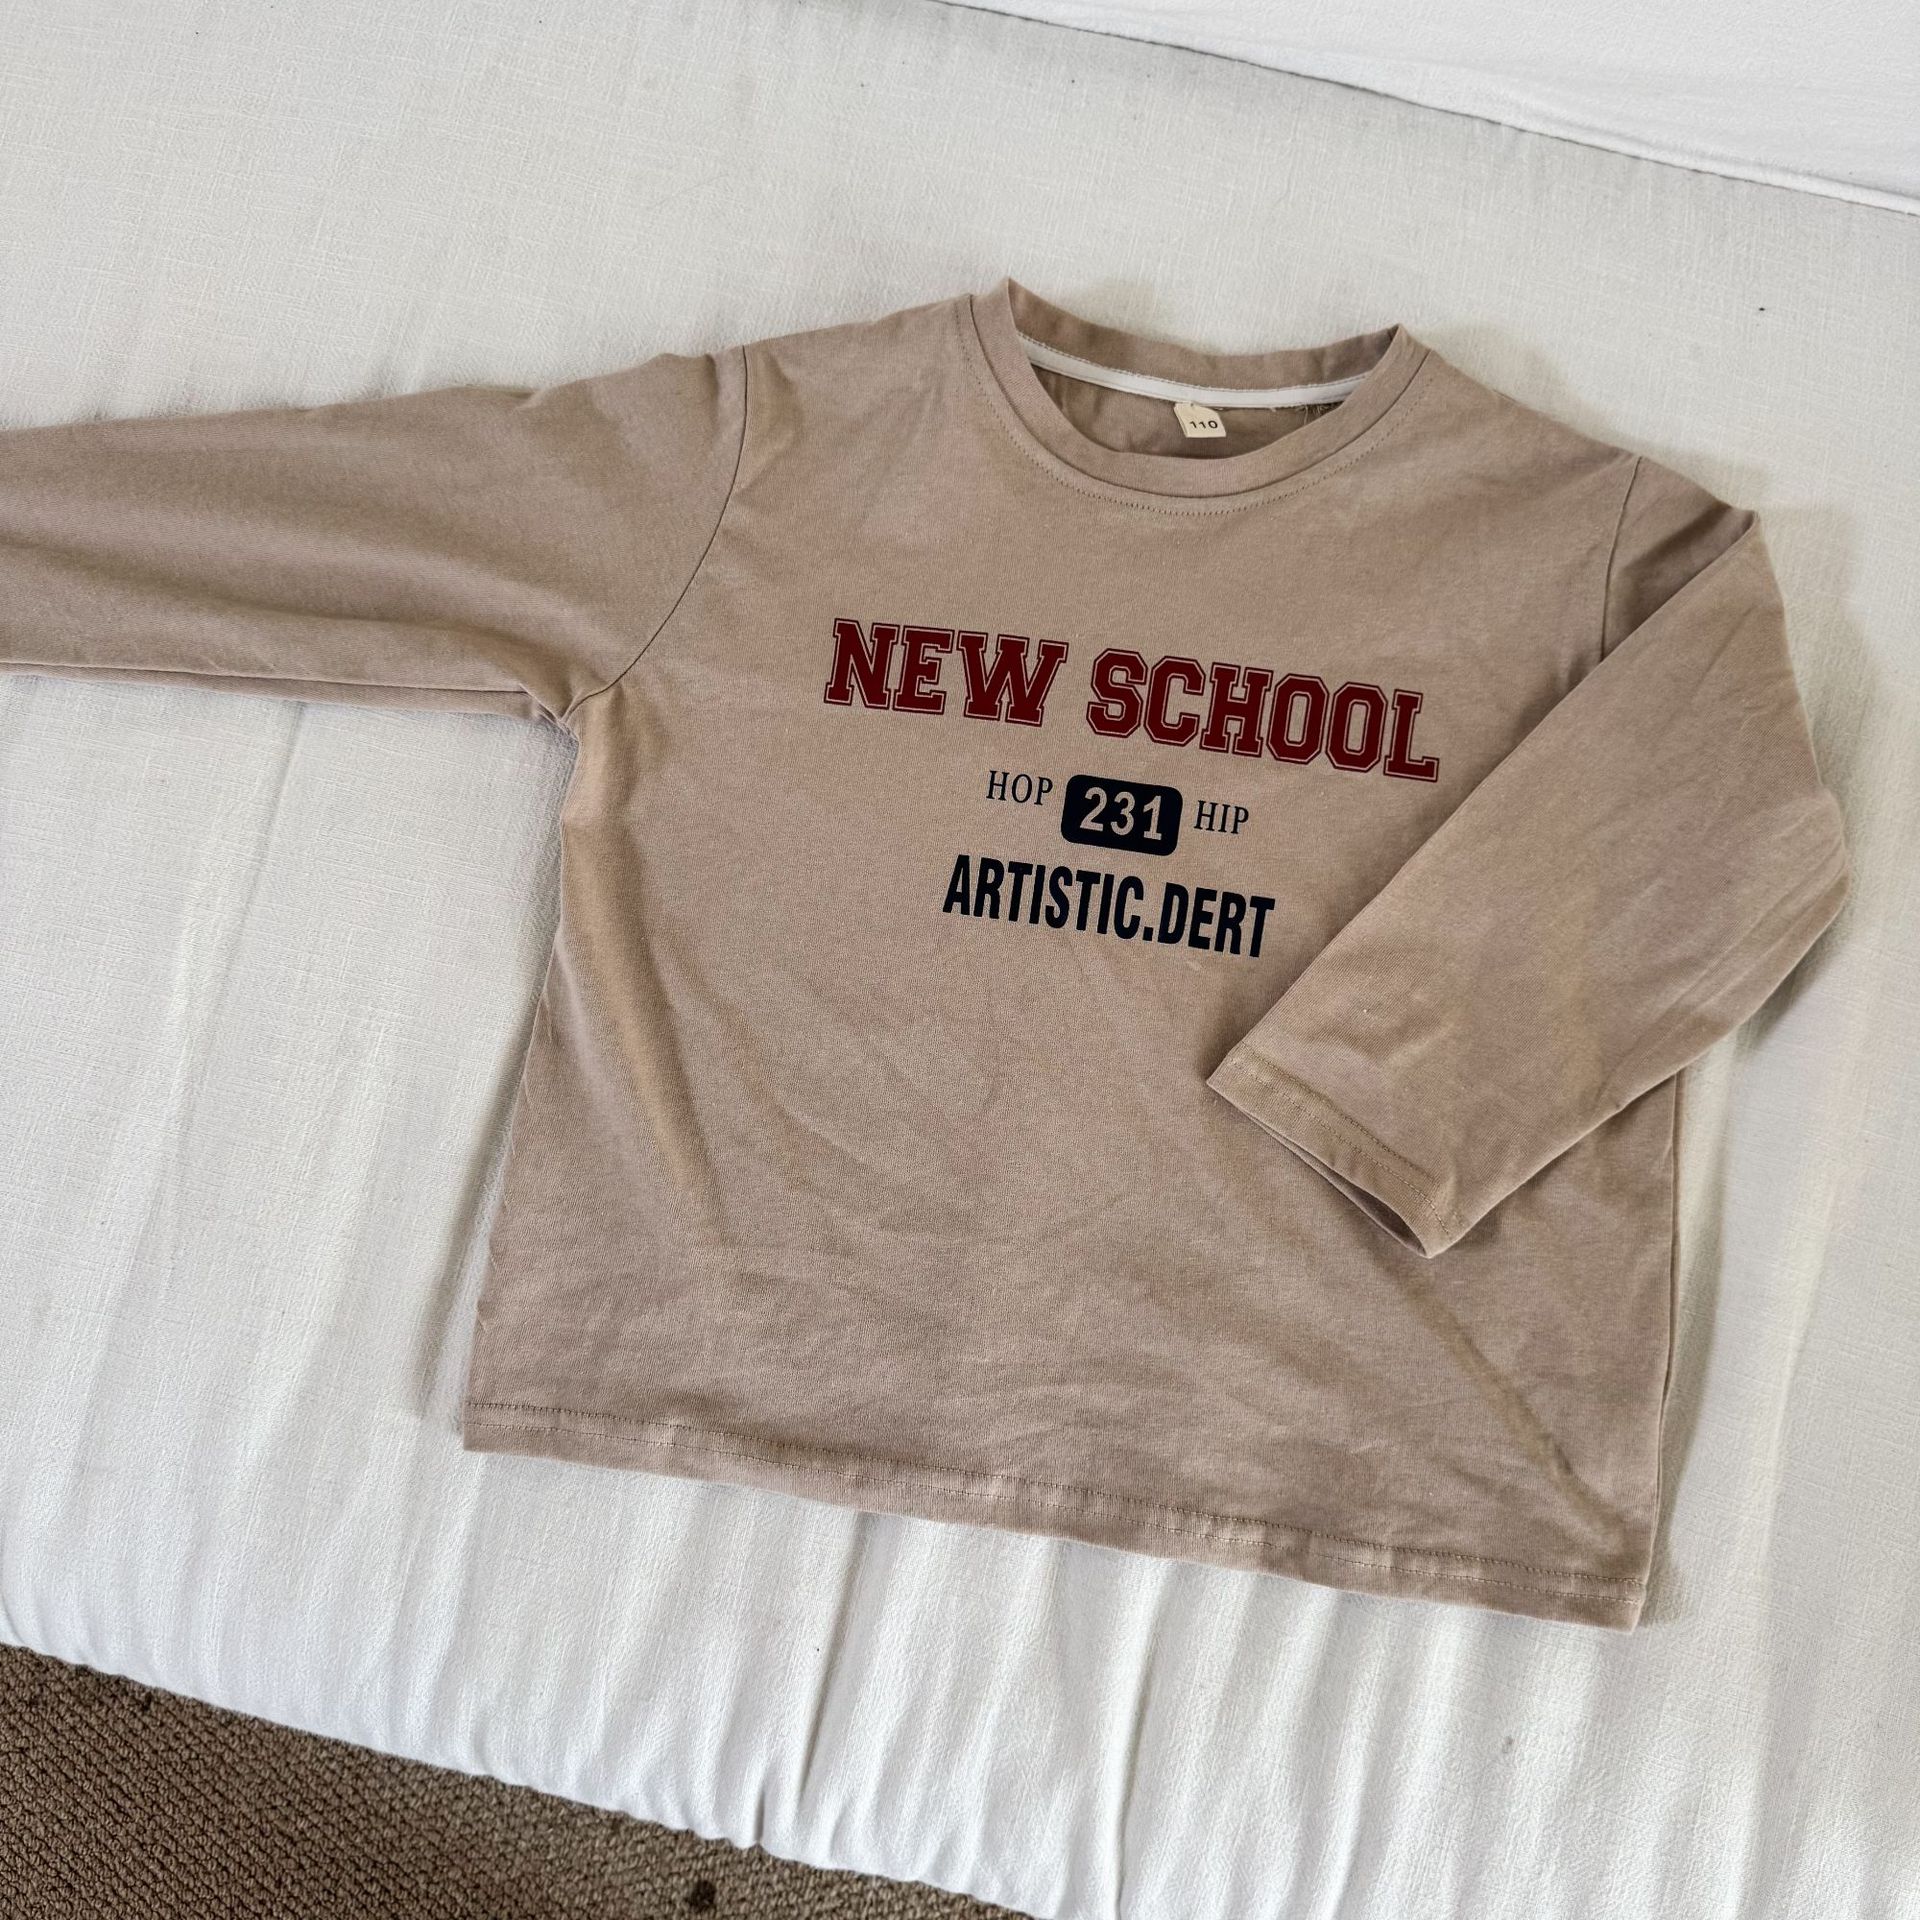 110
NEW SCHOOL
HOP 231 HIP
ARTISTIC.DERT